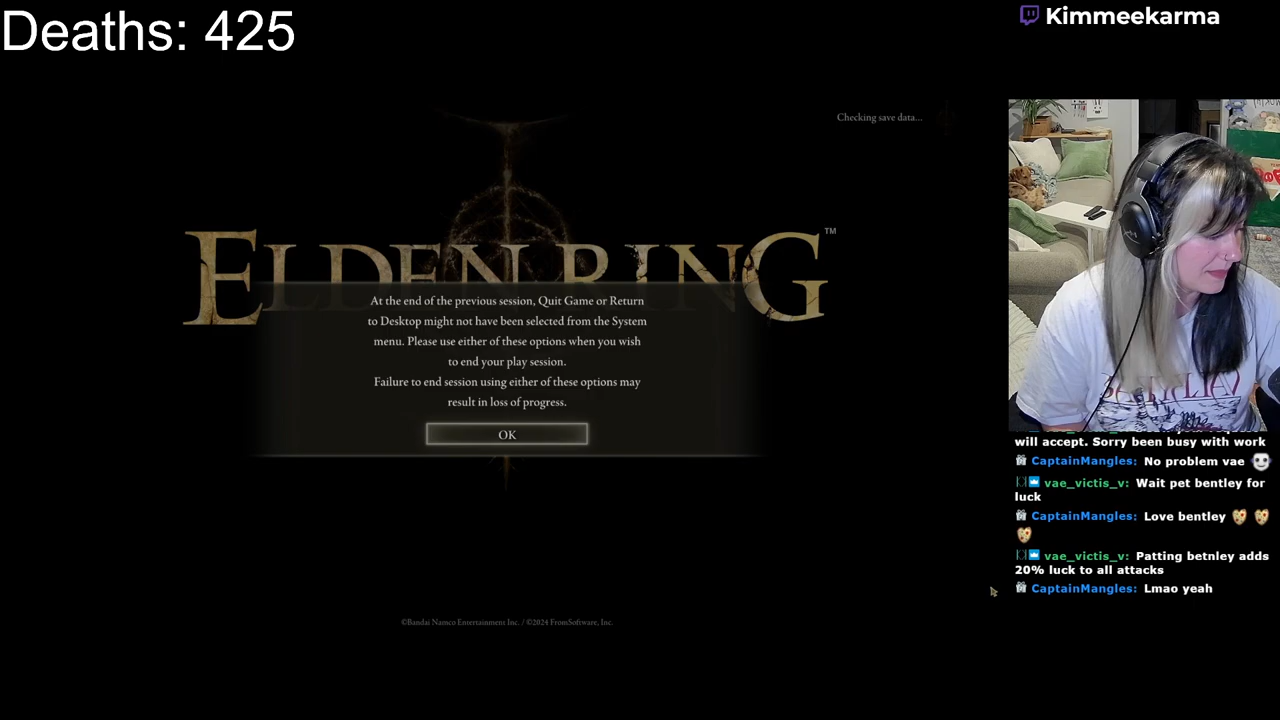 Deaths: 425
Kimmeekarma
Checking save data...
ELDEN RING™
At the end of the previous session, Quit Game or Return
to Desktop might not have been selected from the System
menu. Please use either of these options when you wish
to end your play session.
Failure to end session using either of these options may
result in loss of progress.
OK
©Bandai Namco Entertainment Inc. / ©2024 FromSoftware, Inc.
will accept. Sorry been busy with work
CaptainMangles: No problem vae
vae_victis_v: Wait pet bentley for
luck
CaptainMangles: Love bentley
vae_victis_v: Patting betnley adds
20% luck to all attacks
CaptainMangles: Lmao yeah